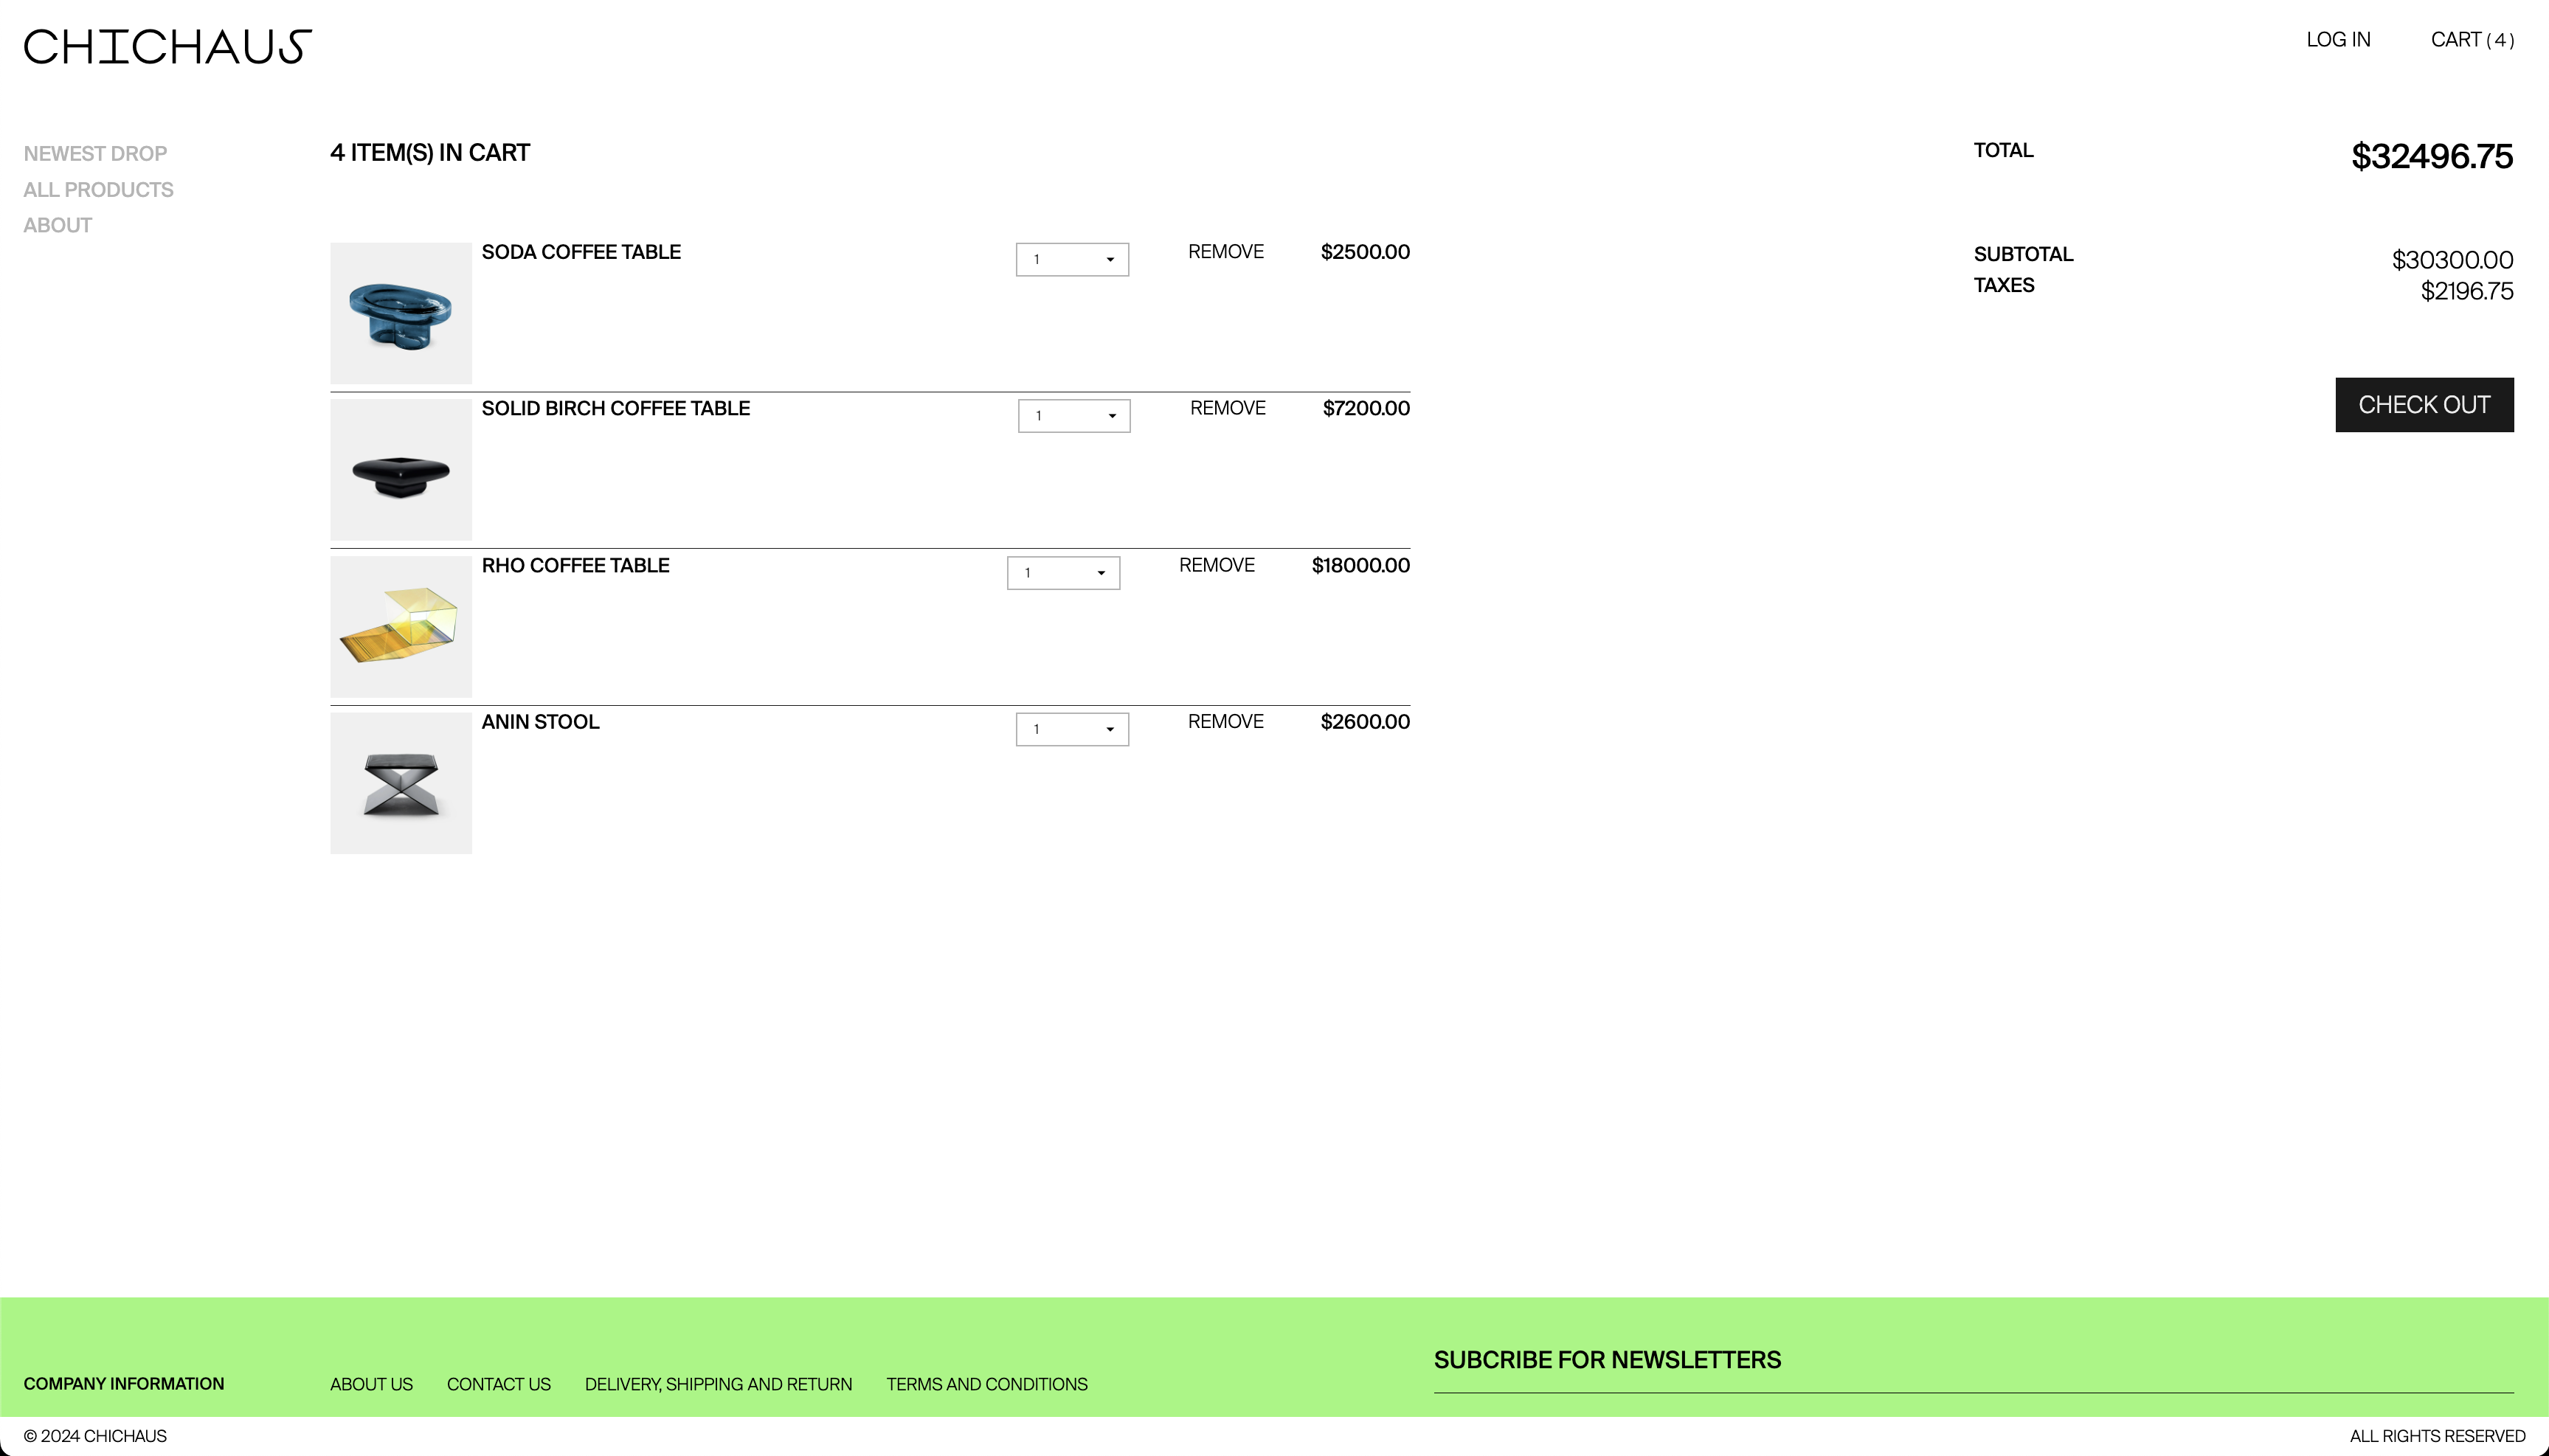 CHICHAUS
LOG IN
CART ( 4 )
NEWEST DROP
ALL PRODUCTS
ABOUT
4 ITEM(S) IN CART
SODA COFFEE TABLE
1
REMOVE
$2500.00
SOLID BIRCH COFFEE TABLE
1
REMOVE
$7200.00
RHO COFFEE TABLE
1
REMOVE
$18000.00
ANIN STOOL
1
REMOVE
$2600.00
TOTAL
$32496.75
SUBTOTAL
$30300.00
TAXES
$2196.75
CHECK OUT
COMPANY INFORMATION
ABOUT US
CONTACT US
DELIVERY, SHIPPING AND RETURN
TERMS AND CONDITIONS
SUBCRIBE FOR NEWSLETTERS
© 2024 CHICHAUS
ALL RIGHTS RESERVED